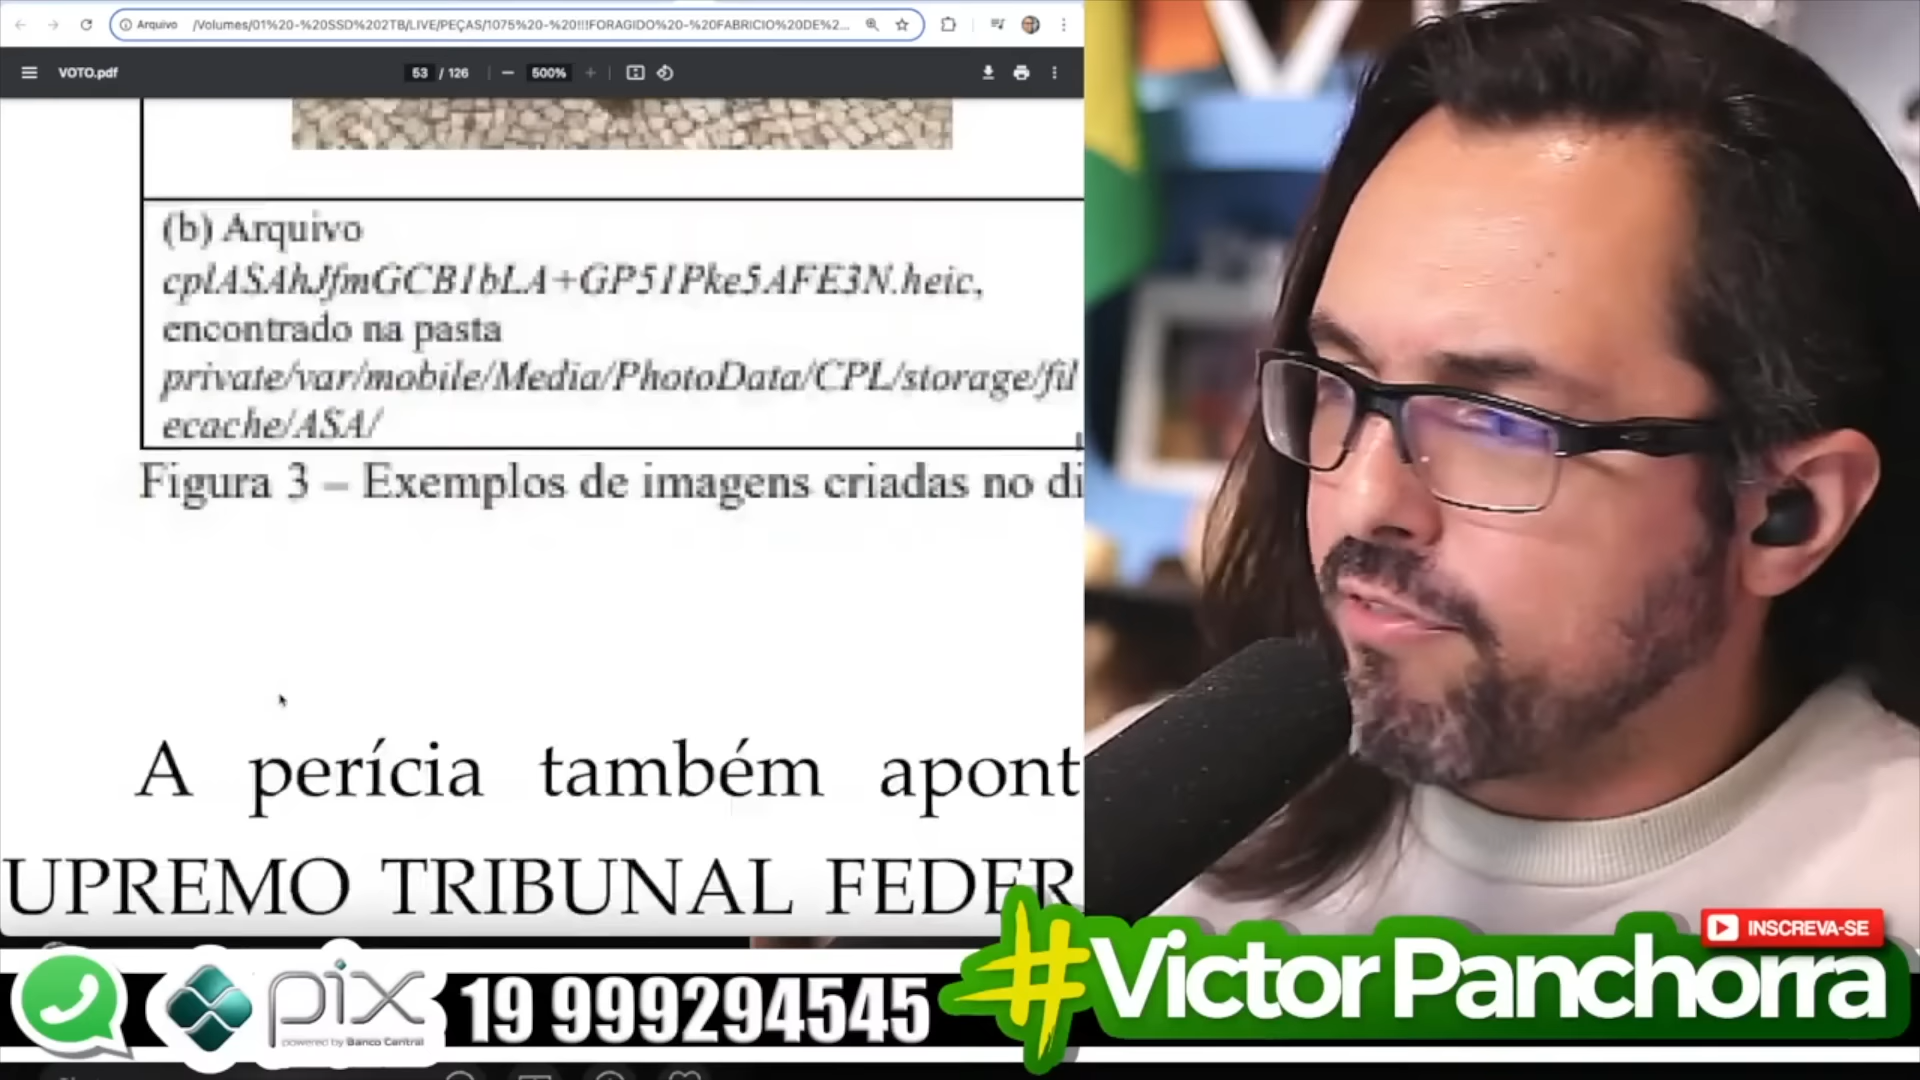 Arquivo /Volumes/01%20-%20SSD%202TB/LIVE/PEÇAS/1075%20-%20!!!FORAGIDO%20-%20FABRICIO%20DE%2...
VOTO.pdf 53 / 126 500%
(b) Arquivo
cplASAhJfmGCB1bLA+GP51Pke5AFE3N.heic,
encontrado na pasta
private/var/mobile/Media/PhotoData/CPL/storage/fil
ecache/ASA/
Figura 3 – Exemplos de imagens criadas no di
A perícia também apont
UPREMO TRIBUNAL FEDER
INSCREVA-SE
pix
powered by Banco Central
19 999294545
#Victor Panchorra